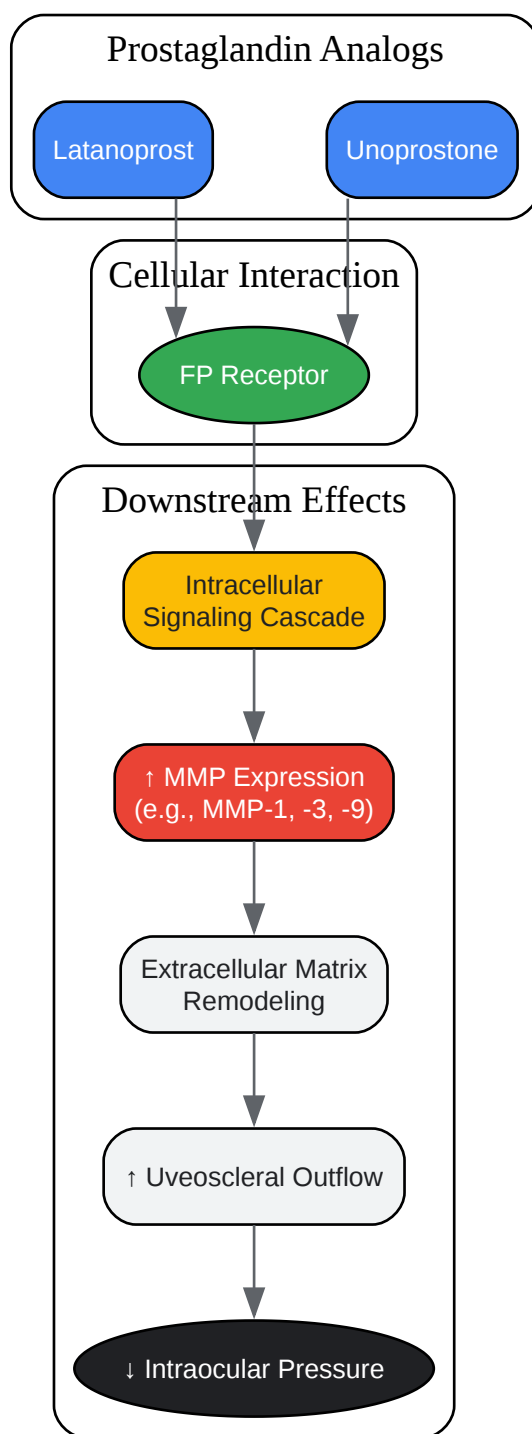 Prostaglandin Analogs
Latanoprost
Unoprostone
Cellular Interaction
FP Receptor
Downstream Effects
Intracellular
Signaling Cascade
↑ MMP Expression
(e.g., MMP-1, -3, -9)
Extracellular Matrix
Remodeling
↑ Uveoscleral Outflow
↓ Intraocular Pressure